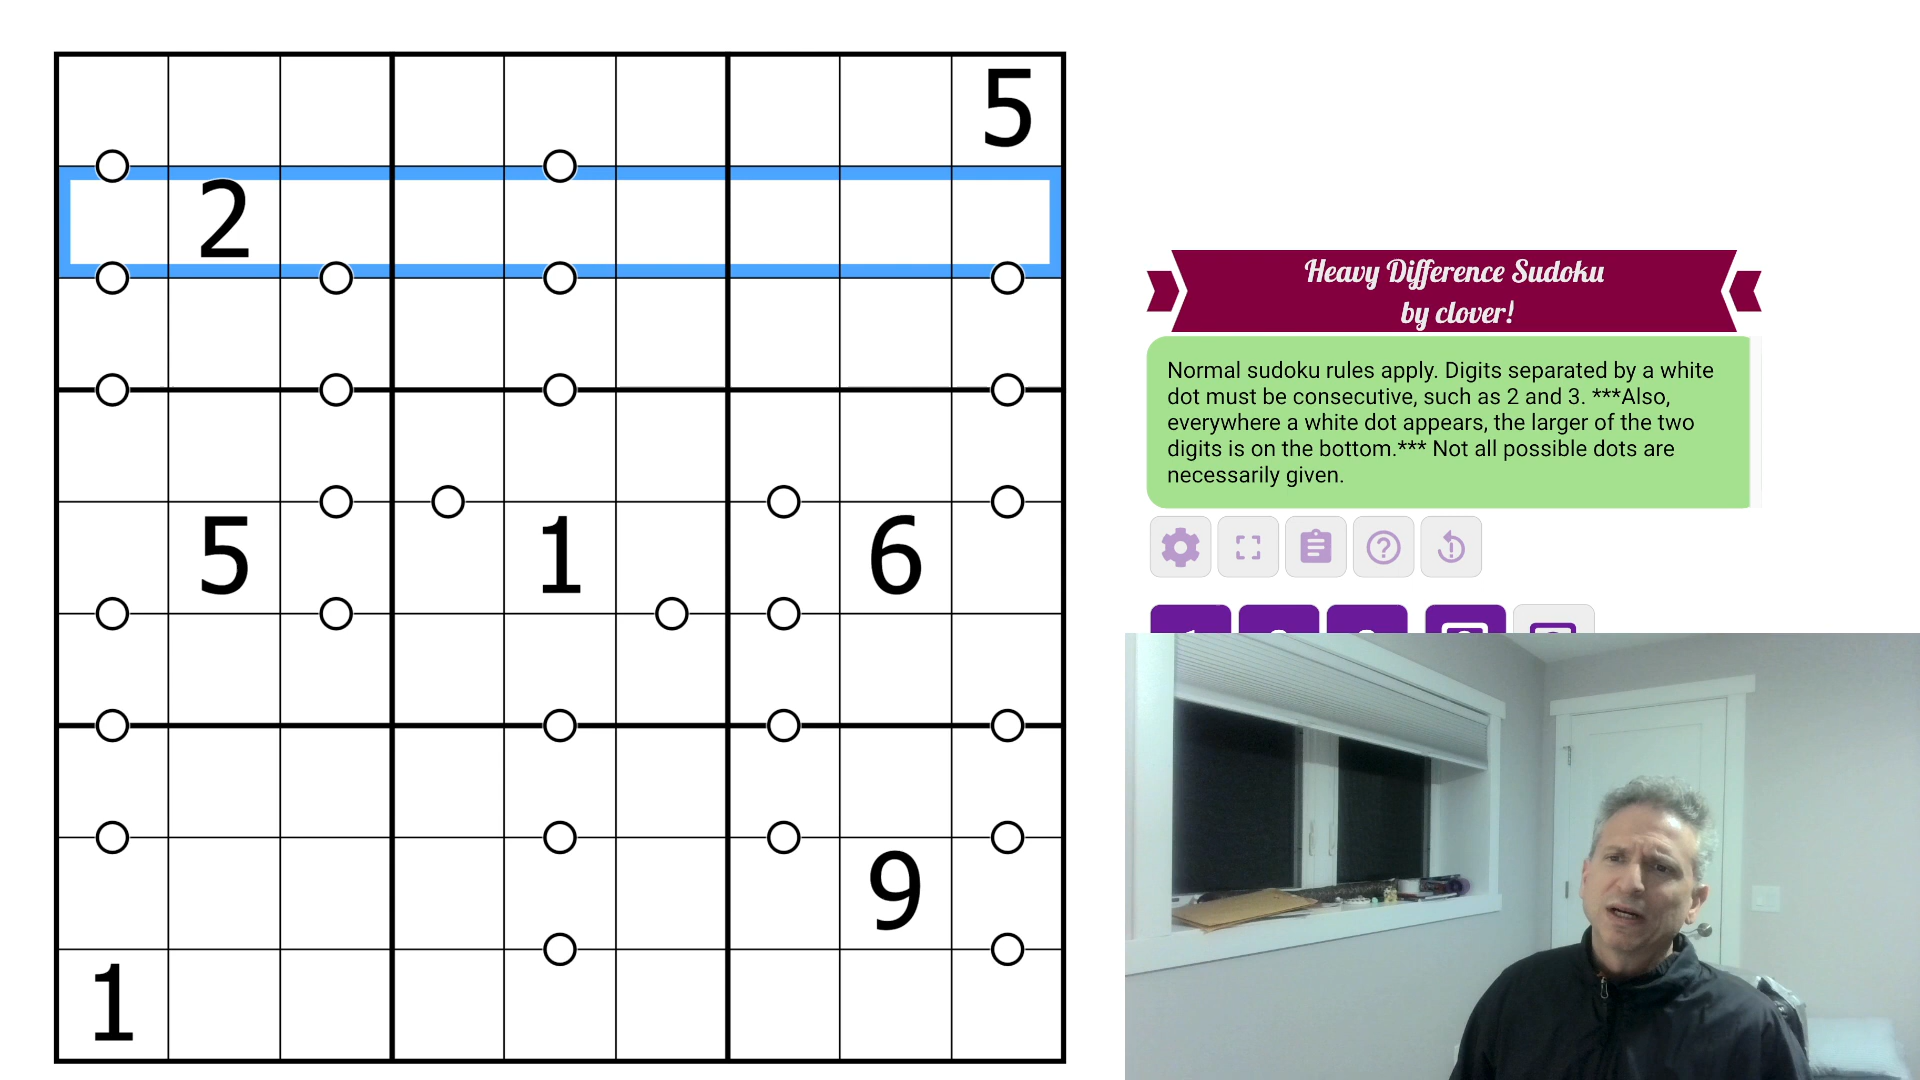 5
2
5 1 6
9
1
Heavy Difference Sudoku
by clover!
Normal sudoku rules apply. Digits separated by a white
dot must be consecutive, such as 2 and 3. ***Also,
everywhere a white dot appears, the larger of the two
digits is on the bottom.*** Not all possible dots are
necessarily given.